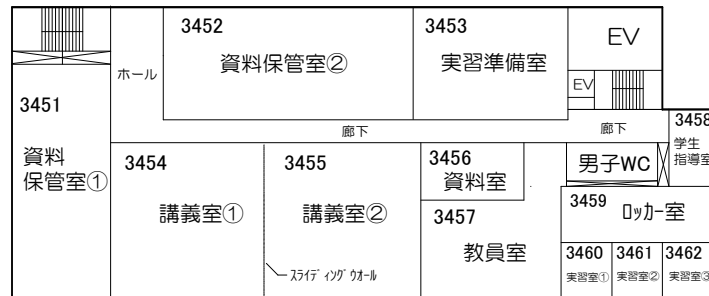 3452
資料保管室②
3453
実習準備室
EV
ホール
EV
3451
資料
保管室①
廊下
廊下
3458
学生
指導室
3454
講義室①
3455
講義室②
3456
資料室
男子WC
3457
教員室
3459
ロッカー室
スライディングウオール
3460
実習室①
3461
実習室②
3462
実習室③